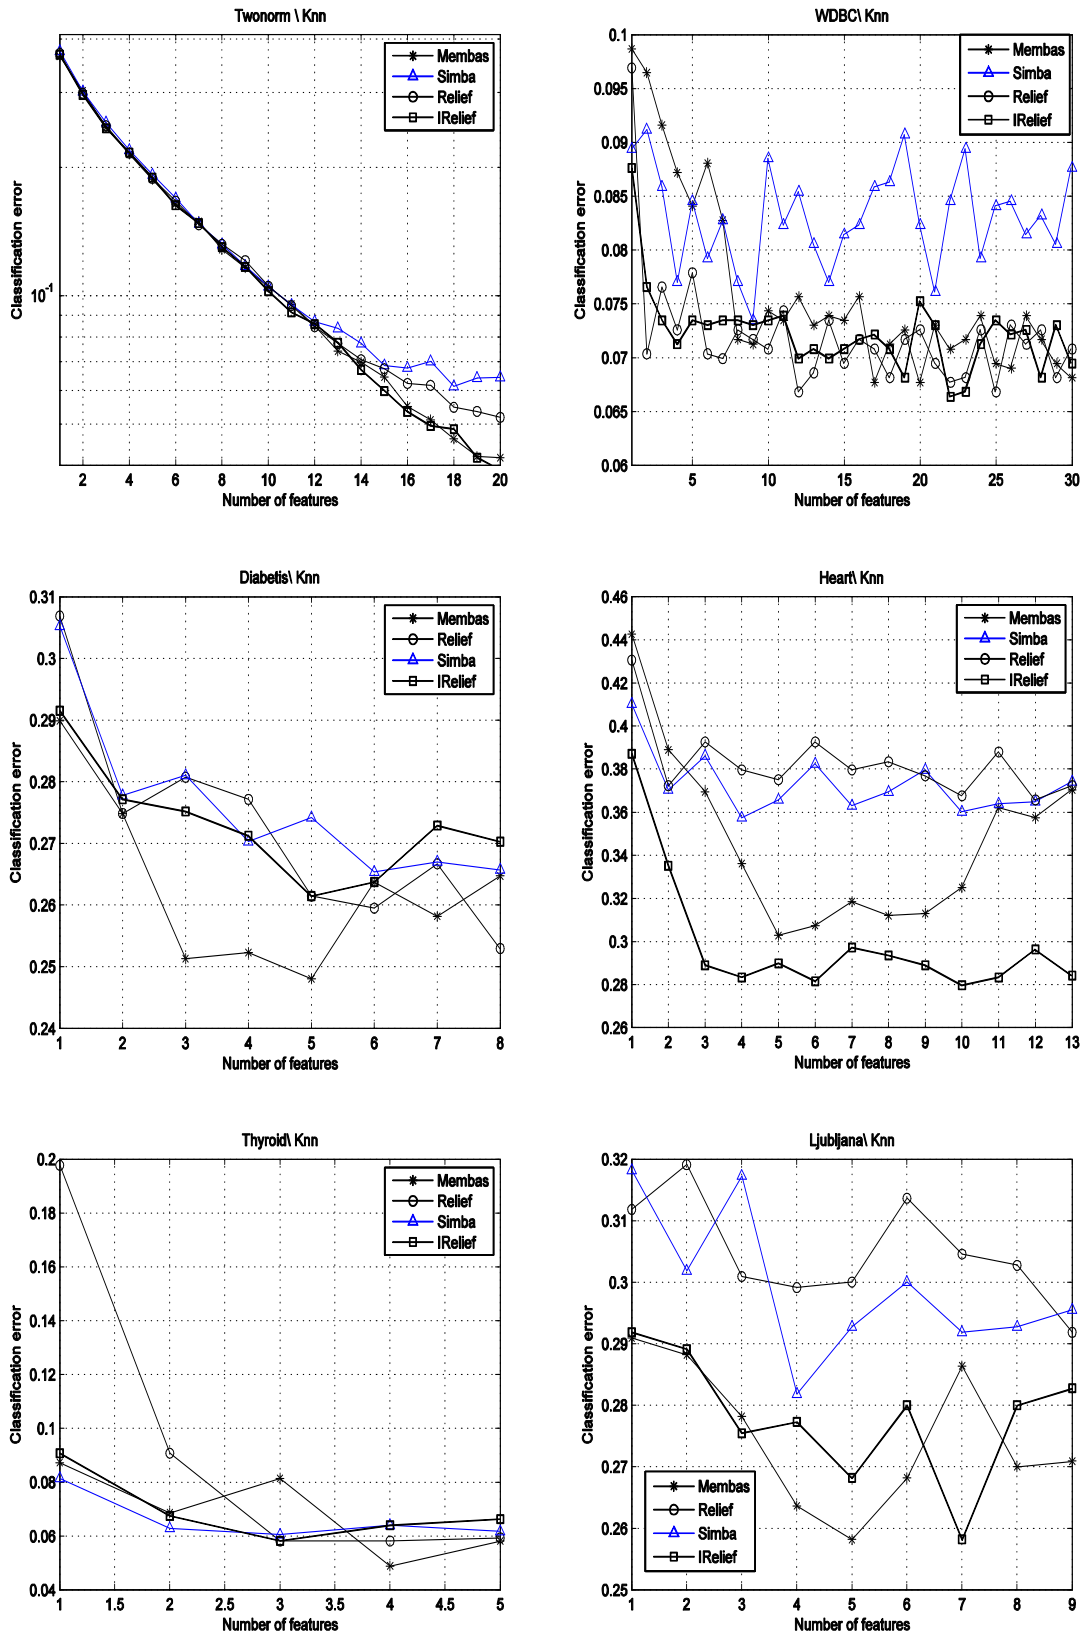 Twonorm \ Knn
Classification error
10^-1
2 4 6 8 10 12 14 16 18 20
Number of features
Membas
Simba
Relief
IRelief
WDBC\ Knn
Classification error
0.1
0.095
0.09
0.085
0.08
0.075
0.07
0.065
0.06
5 10 15 20 25 30
Number of features
Membas
Simba
Relief
IRelief
Diabetis\ Knn
Classification error
0.31
0.3
0.29
0.28
0.27
0.26
0.25
0.24
1 2 3 4 5 6 7 8
Number of features
Membas
Relief
Simba
IRelief
Heart\ Knn
Classification error
0.46
0.44
0.42
0.4
0.38
0.36
0.34
0.32
0.3
0.28
0.26
1 2 3 4 5 6 7 8 9 10 11 12 13
Number of features
Membas
Simba
Relief
IRelief
Thyroid\ Knn
Classification error
0.2
0.18
0.16
0.14
0.12
0.1
0.08
0.06
0.04
1 1.5 2 2.5 3 3.5 4 4.5 5
Number of features
Membas
Relief
Simba
IRelief
Ljubljana\ Knn
Classification error
0.32
0.31
0.3
0.29
0.28
0.27
0.26
0.25
1 2 3 4 5 6 7 8 9
Number of features
Membas
Relief
Simba
IRelief